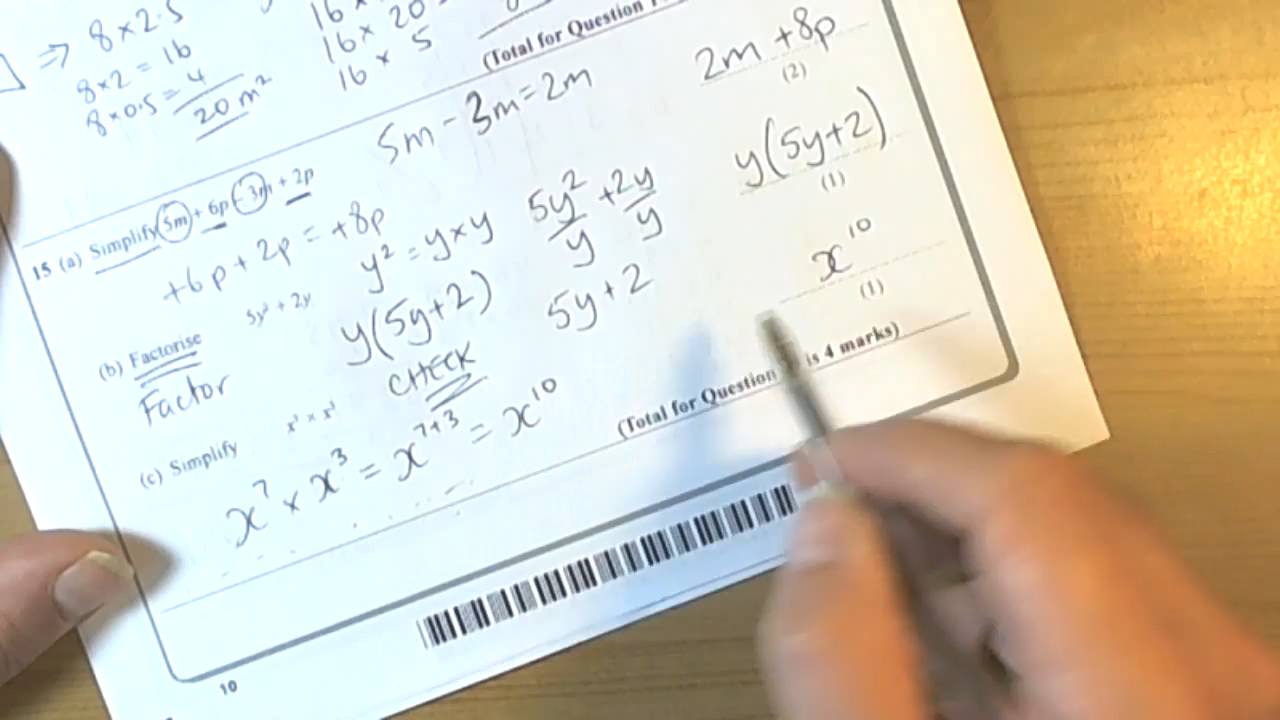 ⇒ 8 × 2.5
8 × 2 = 16
8 × 0.5 = 4
20 m²
16 ×
16 × 20
16 × 5
(Total for Question 1
5m - 3m = 2m
2m + 8p
(2)
15 (a) Simplify 5m + 6p - 3m + 2p
+6p + 2p = +8p
y² = y × y
5y²/y + 2y/y
y(5y+2)
(1)
5y² + 2y
y(5y+2)
5y + 2
x¹⁰
(1)
(b) Factorise
Factor
CHECK
(c) Simplify
x⁷ × x³ = x⁷⁺³ = x¹⁰
(Total for Question is 4 marks)
10